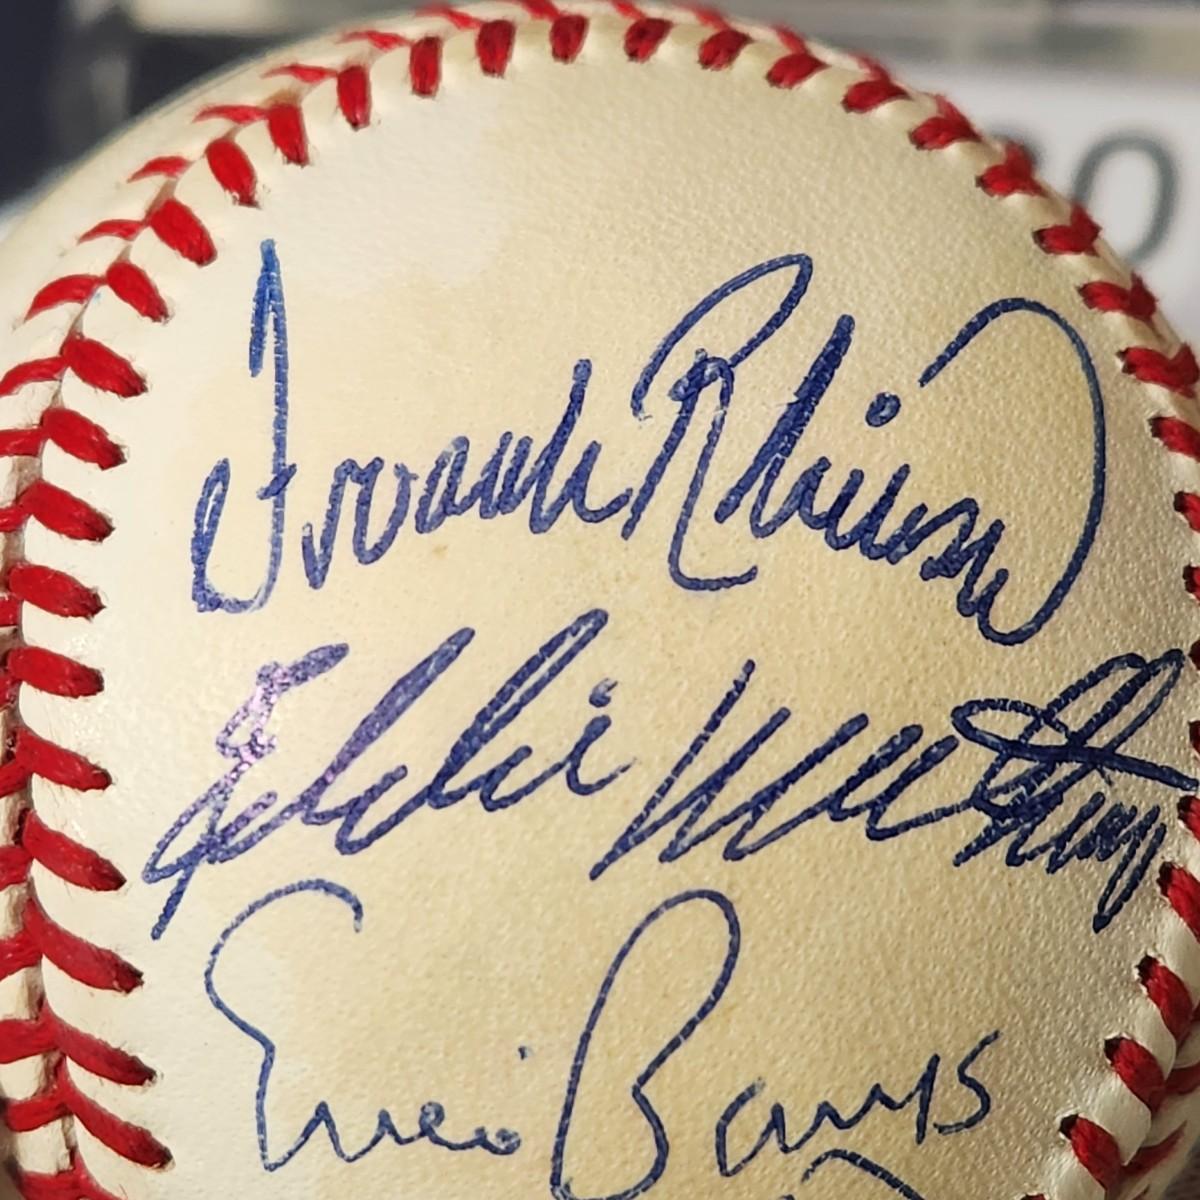 Frank Robinson
Eddie Mathews
Ernie Banks